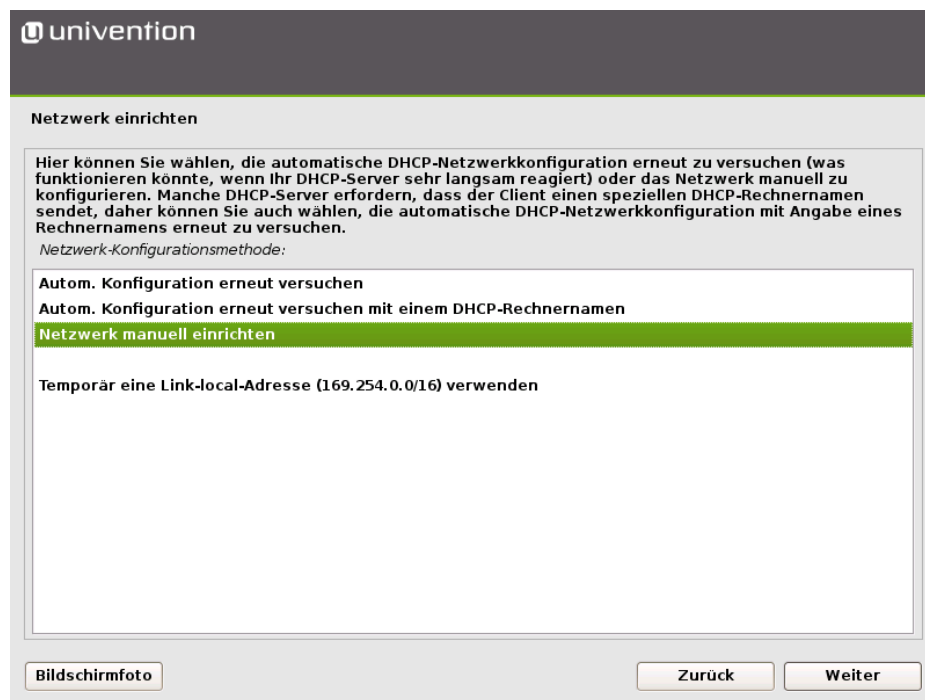 univention
Netzwerk einrichten
Hier können Sie wählen, die automatische DHCP-Netzwerkkonfiguration erneut zu versuchen (was
funktionieren könnte, wenn Ihr DHCP-Server sehr langsam reagiert) oder das Netzwerk manuell zu
konfigurieren. Manche DHCP-Server erfordern, dass der Client einen speziellen DHCP-Rechnernamen
sendet, daher können Sie auch wählen, die automatische DHCP-Netzwerkkonfiguration mit Angabe eines
Rechnernamens erneut zu versuchen.
Netzwerk-Konfigurationsmethode:
Autom. Konfiguration erneut versuchen
Autom. Konfiguration erneut versuchen mit einem DHCP-Rechnernamen
Netzwerk manuell einrichten
Temporär eine Link-local-Adresse (169.254.0.0/16) verwenden
Bildschirmfoto Zurück Weiter